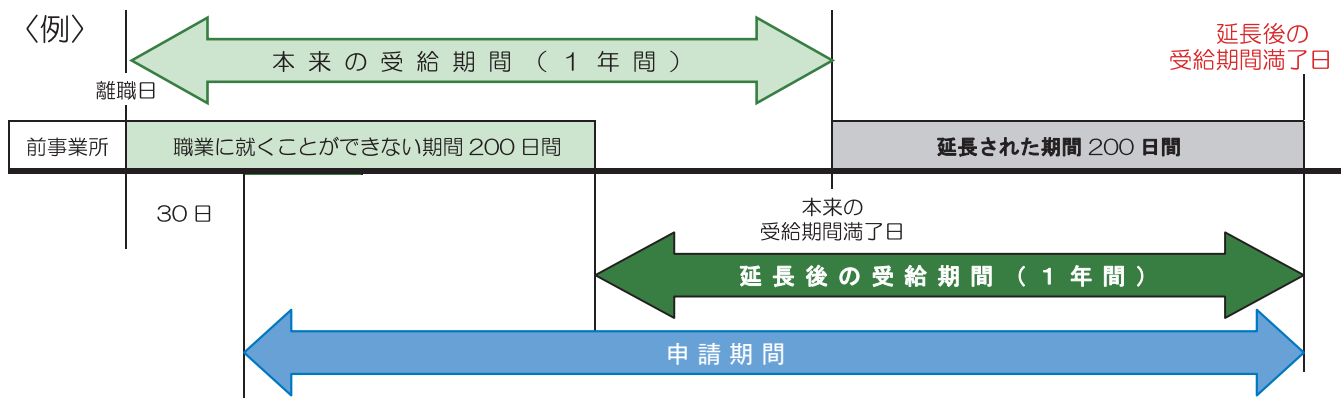 〈例〉
本来の受給期間（１年間）
延長後の
受給期間満了日
離職日
前事業所
職業に就くことができない期間 200 日間
延長された期間 200 日間
30 日
本来の
受給期間満了日
延長後の受給期間（１年間）
申請期間